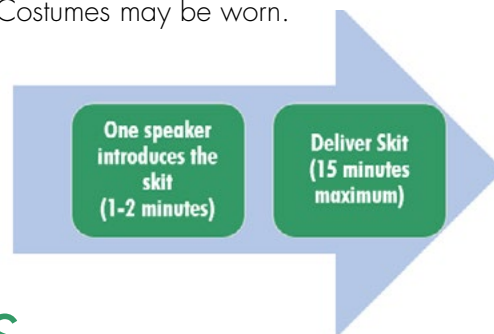 Costumes may be worn.
One speaker
introduces the
skit
(1-2 minutes)
Deliver Skit
(15 minutes
maximum)